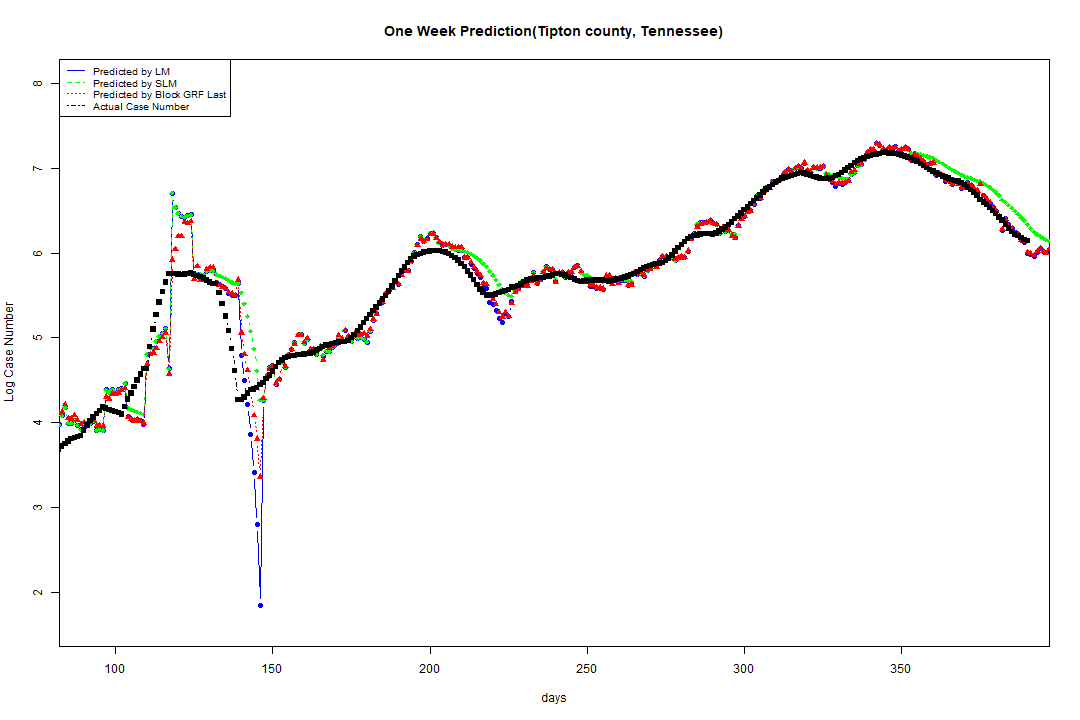 One Week Prediction(Tipton county, Tennessee)
Predicted by LM
Predicted by SLM
Predicted by Block GRF Last
Actual Case Number
8
7
6
5
4
3
2
Log Case Number
100 150 200 250 300 350
days